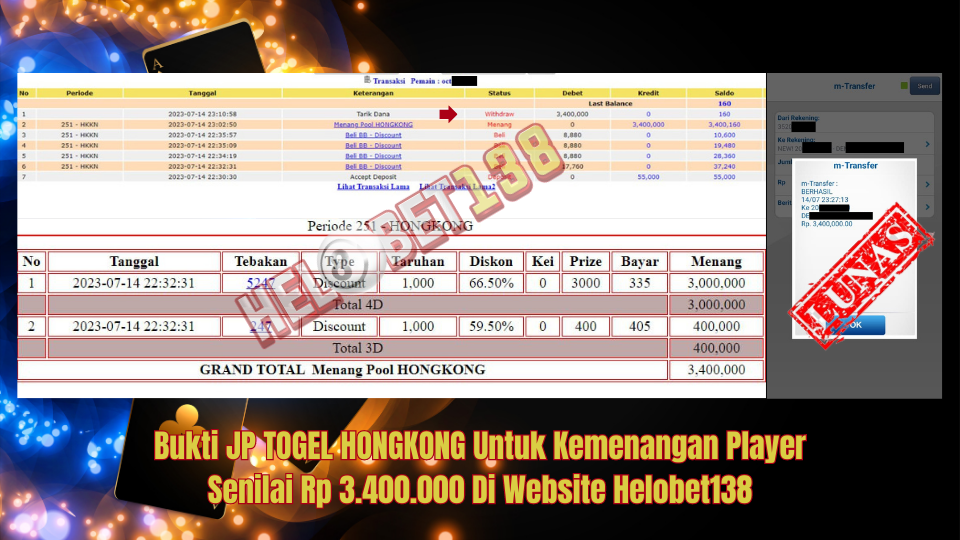 Transaksi Pemain : oct
No Periode Tanggal Keterangan Status Debet Kredit Saldo
Last Balance 160
1 2023-07-14 23:10:58 Tarik Dana Withdraw 3,400,000 0 160
2 251 - HKKN 2023-07-14 23:02:50 Menang Pool HONGKONG Menang 0 3,400,000 3,400,160
3 251 - HKKN 2023-07-14 22:35:57 Beli BB - Discount Beli 8,880 0 10,600
4 251 - HKKN 2023-07-14 22:35:09 Beli BB - Discount 8,880 0 19,480
5 251 - HKKN 2023-07-14 22:34:19 Beli BB - Discount 8,880 0 28,360
6 251 - HKKN 2023-07-14 22:32:31 Beli BB - Discount 17,760 0 37,240
7 2023-07-14 22:30:30 Accept Deposit 0 55,000 55,000
Lihat Transaksi Lama Lihat Transaksi Lama2
Periode 251 - HONGKONG
No Tanggal Tebakan Type Taruhan Diskon Kei Prize Bayar Menang
1 2023-07-14 22:32:31 5247 Discount 1,000 66.50% 0 3000 335 3,000,000
Total 4D 3,000,000
2 2023-07-14 22:32:31 247 Discount 1,000 59.50% 0 400 405 400,000
Total 3D 400,000
GRAND TOTAL Menang Pool HONGKONG 3,400,000
HELOBET138
m-Transfer Send
Dari Rekening:
Ke Rekening:
Rp
m-Transfer
m-Transfer :
BERHASIL
14/07 23:27:13
Ke 20
DE
Rp. 3,400,000.00
LUNAS
OK
A
Bukti JP TOGEL HONGKONG Untuk Kemenangan Player
Senilai Rp 3.400.000 Di Website Helobet138